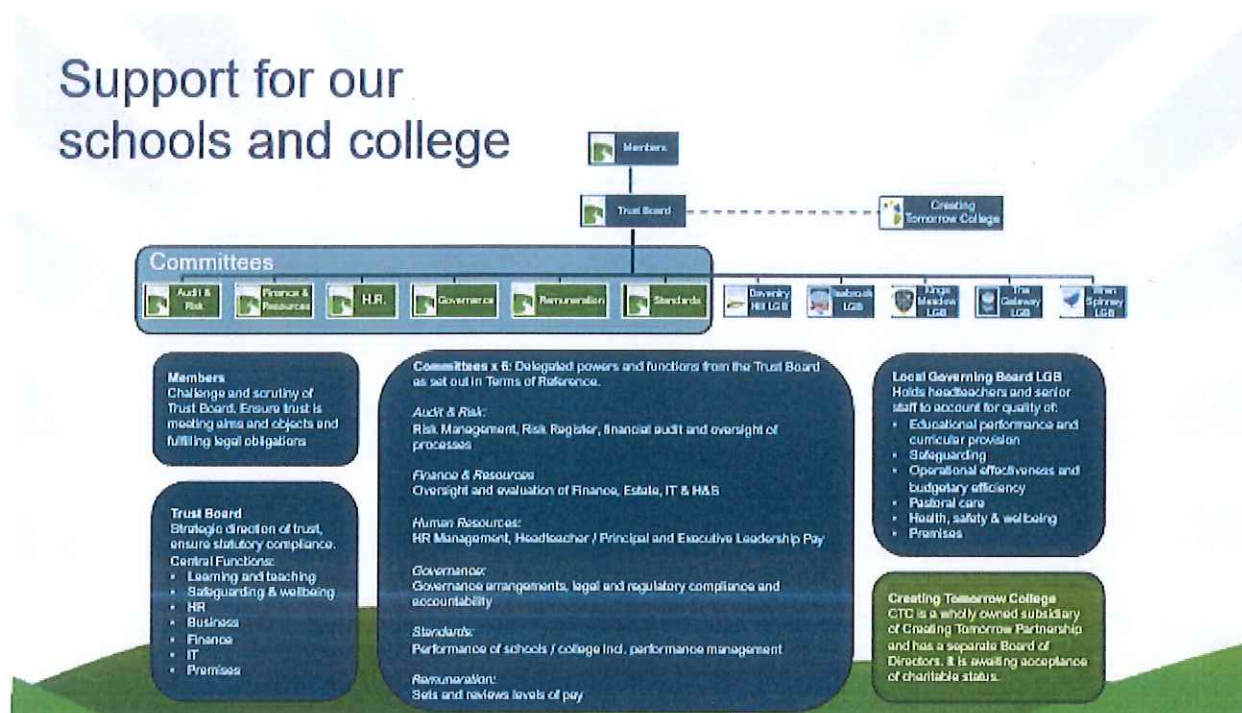 Support for our
schools and college
Members
Trust Board
Creating
Tomorrow College
Committees
Audit &
Risk
Finance &
Resources
H.R.
Governance
Remuneration
Standards
Daventry
Hill LGB
Isebrook
LGB
Kings
Meadow
LGB
The
Gateway
LGB
Wren
Spinney
LGB
Members
Challenge and scrutiny of
Trust Board. Ensure trust is
meeting aims and objects and
fulfilling legal obligations
Trust Board
Strategic direction of trust,
ensure statutory compliance.
Central Functions:
• Learning and teaching
• Safeguarding & wellbeing
• HR
• Business
• Finance
• IT
• Premises
Committees x 6: Delegated powers and functions from the Trust Board
as set out in Terms of Reference.
Audit & Risk:
Risk Management, Risk Register, financial audit and oversight of
processes
Finance & Resources
Oversight and evaluation of Finance, Estate, IT & H&S
Human Resources:
HR Management, Headteacher / Principal and Executive Leadership Pay
Governance:
Governance arrangements, legal and regulatory compliance and
accountability
Standards:
Performance of schools / college incl. performance management
Remuneration:
Sets and reviews levels of pay
Local Governing Board LGB
Holds headteachers and senior
staff to account for quality of:
• Educational performance and
curricular provision
• Safeguarding
• Operational effectiveness and
budgetary efficiency
• Pastoral care
• Health, safety & wellbeing
• Premises
Creating Tomorrow College
CTC is a wholly owned subsidiary
of Creating Tomorrow Partnership
and has a separate Board of
Directors. It is awaiting acceptance
of charitable status.